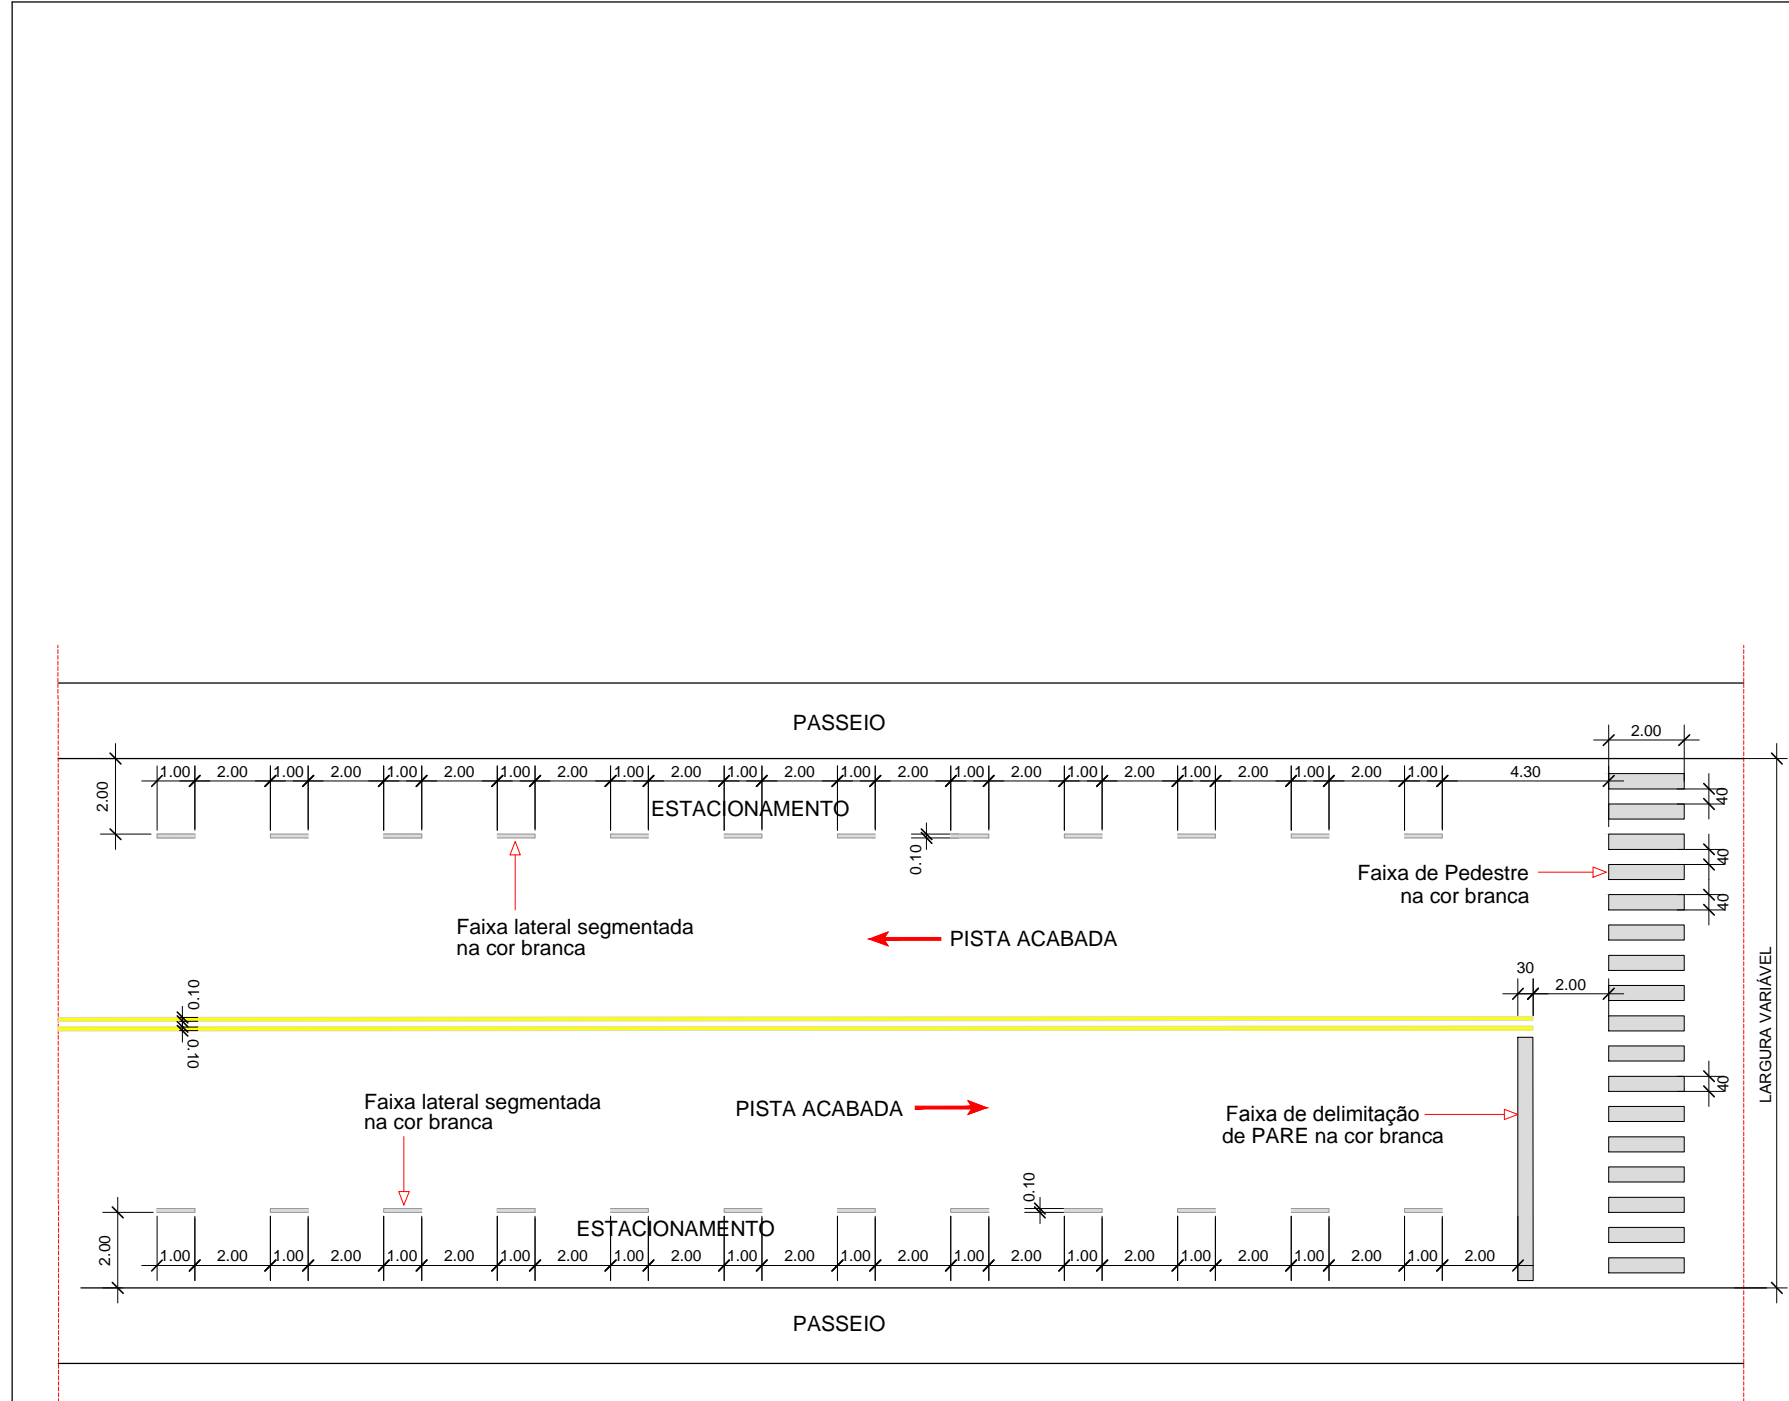 PASSEIO
2.00
1.00 2.00 1.00 2.00 1.00 2.00 1.00 2.00 1.00 2.00 1.00 2.00 1.00 2.00 1.00 2.00 1.00 2.00 1.00 2.00 1.00 2.00 1.00 4.30
2.00
ESTACIONAMENTO
40
0.10
40
Faixa de Pedestre
na cor branca
40
Faixa lateral segmentada
na cor branca
PISTA ACABADA
30
2.00
0.10
0.10
LARGURA VARIÁVEL
40
Faixa lateral segmentada
na cor branca
PISTA ACABADA
Faixa de delimitação
de PARE na cor branca
0.10
ESTACIONAMENTO
2.00
1.00 2.00 1.00 2.00 1.00 2.00 1.00 2.00 1.00 2.00 1.00 2.00 1.00 2.00 1.00 2.00 1.00 2.00 1.00 2.00 1.00 2.00 1.00 2.00
PASSEIO